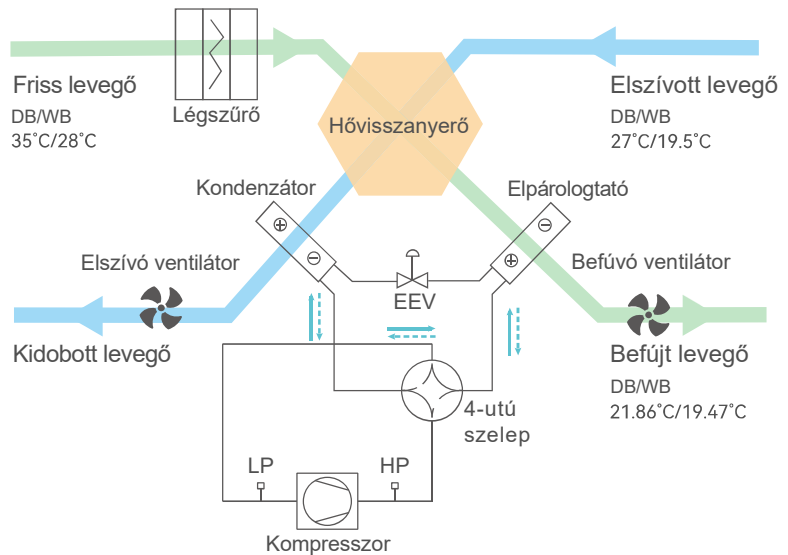 Friss levegő
DB/WB
35°C/28°C
Légszűrő
Hővisszanyerő
Elszívott levegő
DB/WB
27°C/19.5°C
Kondenzátor
Elpárologtató
Elszívó ventilátor
EEV
Befúvó ventilátor
Kidobott levegő
Befújt levegő
DB/WB
21.86°C/19.47°C
4-utú
szelep
LP
HP
Kompresszor